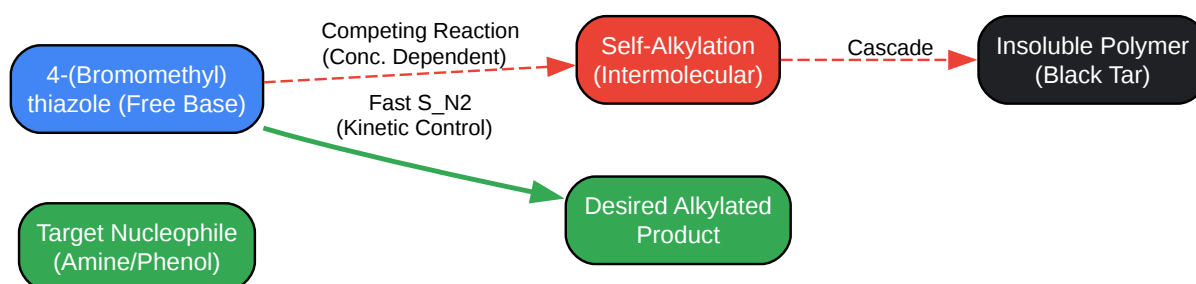 4-(Bromomethyl)
thiazole (Free Base)
Competing Reaction
(Conc. Dependent)
Self-Alkylation
(Intermolecular)
Cascade
Insoluble Polymer
(Black Tar)
Fast S_N2
(Kinetic Control)
Desired Alkylated
Product
Target Nucleophile
(Amine/Phenol)